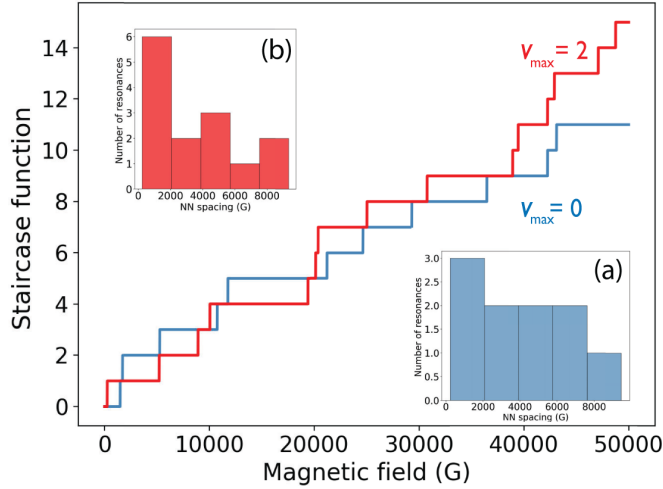 14
12
10
8
6
4
2
0
Staircase function
0 10000 20000 30000 40000 50000
Magnetic field (G)
vmax = 2
vmax = 0
(b)
6
5
4
3
2
1
0
Number of resonances
0 2000 4000 6000 8000
NN spacing (G)
(a)
3.0
2.5
2.0
1.5
1.0
0.5
0.0
Number of resonances
0 2000 4000 6000 8000
NN spacing (G)